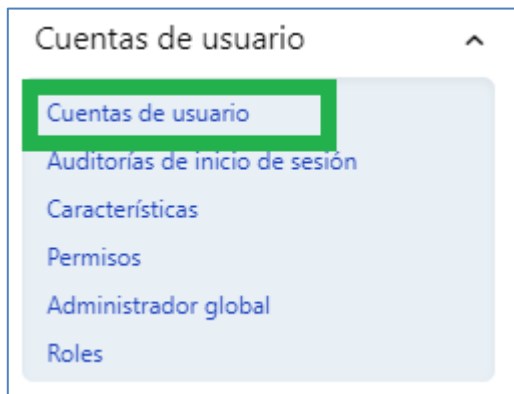 Cuentas de usuario
Cuentas de usuario
Auditorías de inicio de sesión
Características
Permisos
Administrador global
Roles